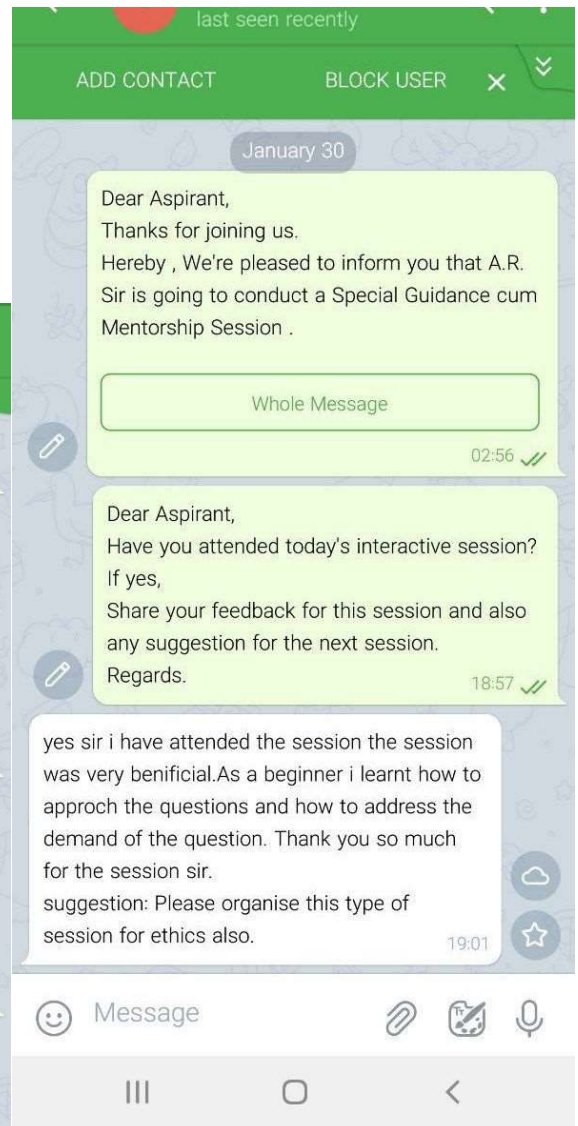 last seen recently
ADD CONTACT BLOCK USER
January 30
Dear Aspirant,
Thanks for joining us.
Hereby , We're pleased to inform you that A.R.
Sir is going to conduct a Special Guidance cum
Mentorship Session .
Whole Message
02:56
Dear Aspirant,
Have you attended today's interactive session?
If yes,
Share your feedback for this session and also
any suggestion for the next session.
Regards.
18:57
yes sir i have attended the session the session
was very benificial.As a beginner i learnt how to
approch the questions and how to address the
demand of the question. Thank you so much
for the session sir.
suggestion: Please organise this type of
session for ethics also.
19:01
Message